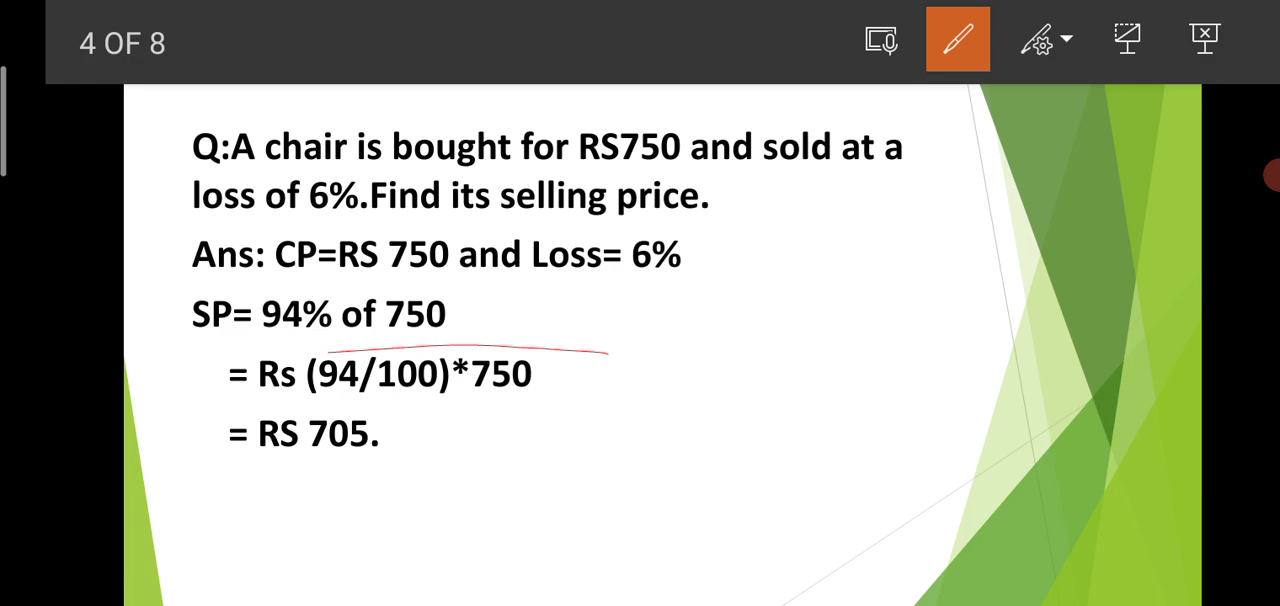 4 OF 8
Q:A chair is bought for RS750 and sold at a
loss of 6%.Find its selling price.
Ans: CP=RS 750 and Loss= 6%
SP= 94% of 750
= Rs (94/100)*750
= RS 705.